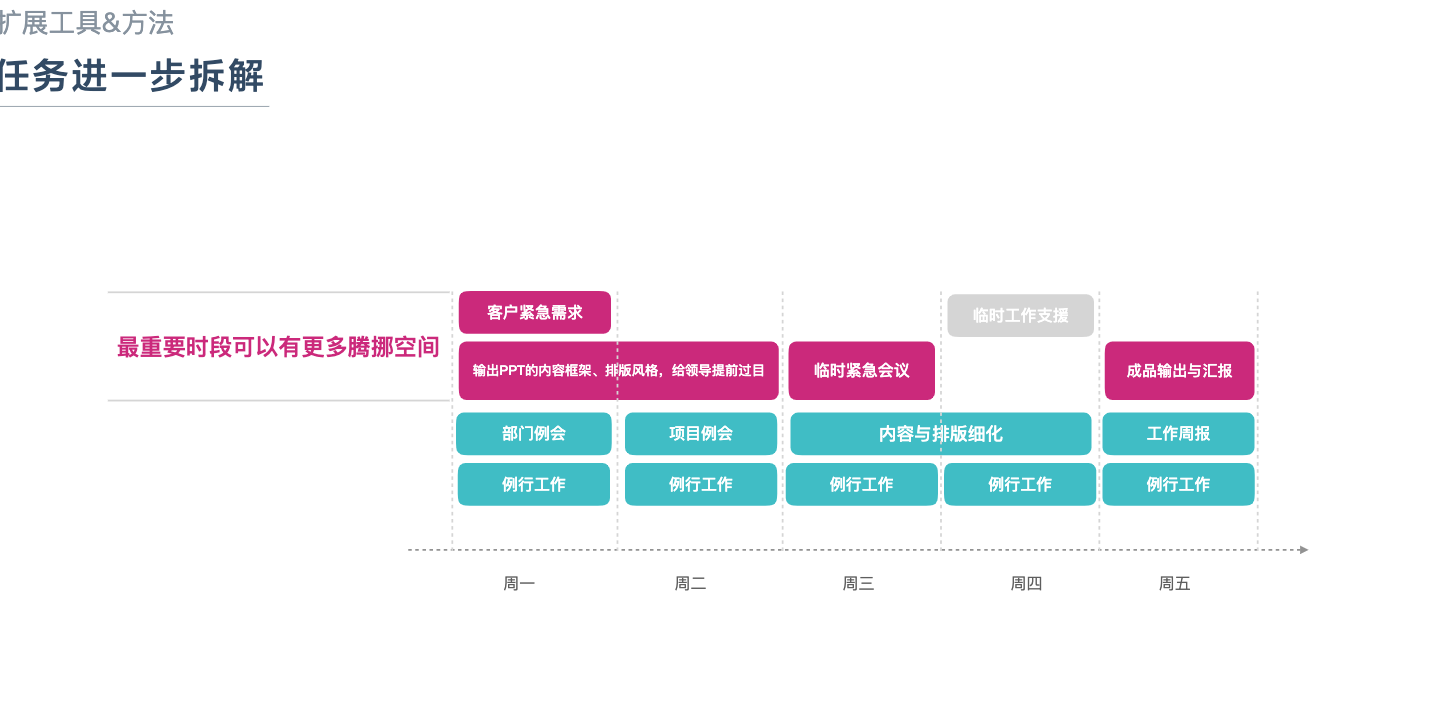 扩展工具&方法
任务进一步拆解
客户紧急需求
临时工作支援
最重要时段可以有更多腾挪空间
输出PPT的内容框架、排版风格，给领导提前过目
临时紧急会议
成品输出与汇报
部门例会
项目例会
内容与排版细化
工作周报
例行工作
例行工作
例行工作
例行工作
例行工作
周一
周二
周三
周四
周五